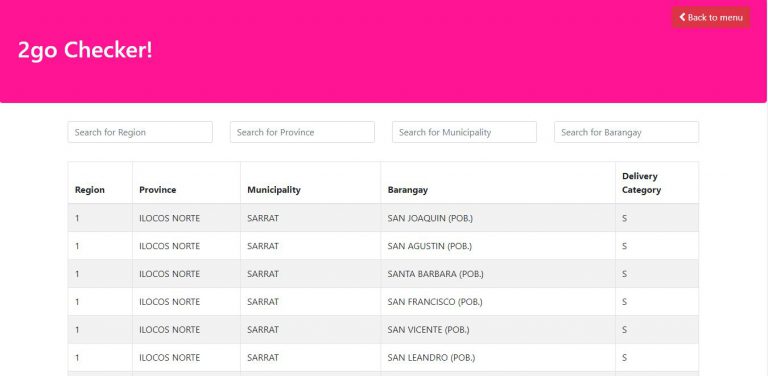 Back to menu
2go Checker!
Search for Region Search for Province Search for Municipality Search for Barangay
Region Province Municipality Barangay Delivery Category
1 ILOCOS NORTE SARRAT SAN JOAQUIN (POB.) S
1 ILOCOS NORTE SARRAT SAN AGUSTIN (POB.) S
1 ILOCOS NORTE SARRAT SANTA BARBARA (POB.) S
1 ILOCOS NORTE SARRAT SAN FRANCISCO (POB.) S
1 ILOCOS NORTE SARRAT SAN VICENTE (POB.) S
1 ILOCOS NORTE SARRAT SAN LEANDRO (POB.) S